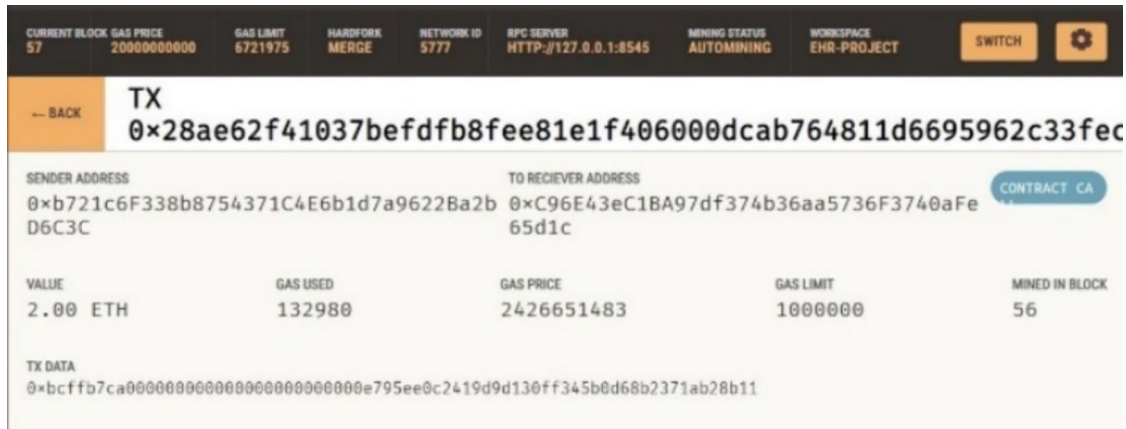 CURRENT BLOCK GAS PRICE GAS LIMIT HARDFORK NETWORK ID RPC SERVER MINING STATUS WORKSPACE
57 20000000000 6721975 MERGE 5777 HTTP://127.0.0.1:8545 AUTOMINING EHR-PROJECT SWITCH
← BACK
TX
0×28ae62f41037befdfb8fee81e1f406000dcab764811d6695962c33fec
SENDER ADDRESS TO RECIEVER ADDRESS
0×b721c6F338b8754371C4E6b1d7a9622Ba2b 0×C96E43eC1BA97df374b36aa5736F3740aFe CONTRACT CA
D6C3C 65d1c
VALUE GAS USED GAS PRICE GAS LIMIT MINED IN BLOCK
2.00 ETH 132980 2426651483 1000000 56
TX DATA
0×bcffb7ca000000000000000000000000e795ee0c2419d9d130ff345b0d68b2371ab28b11